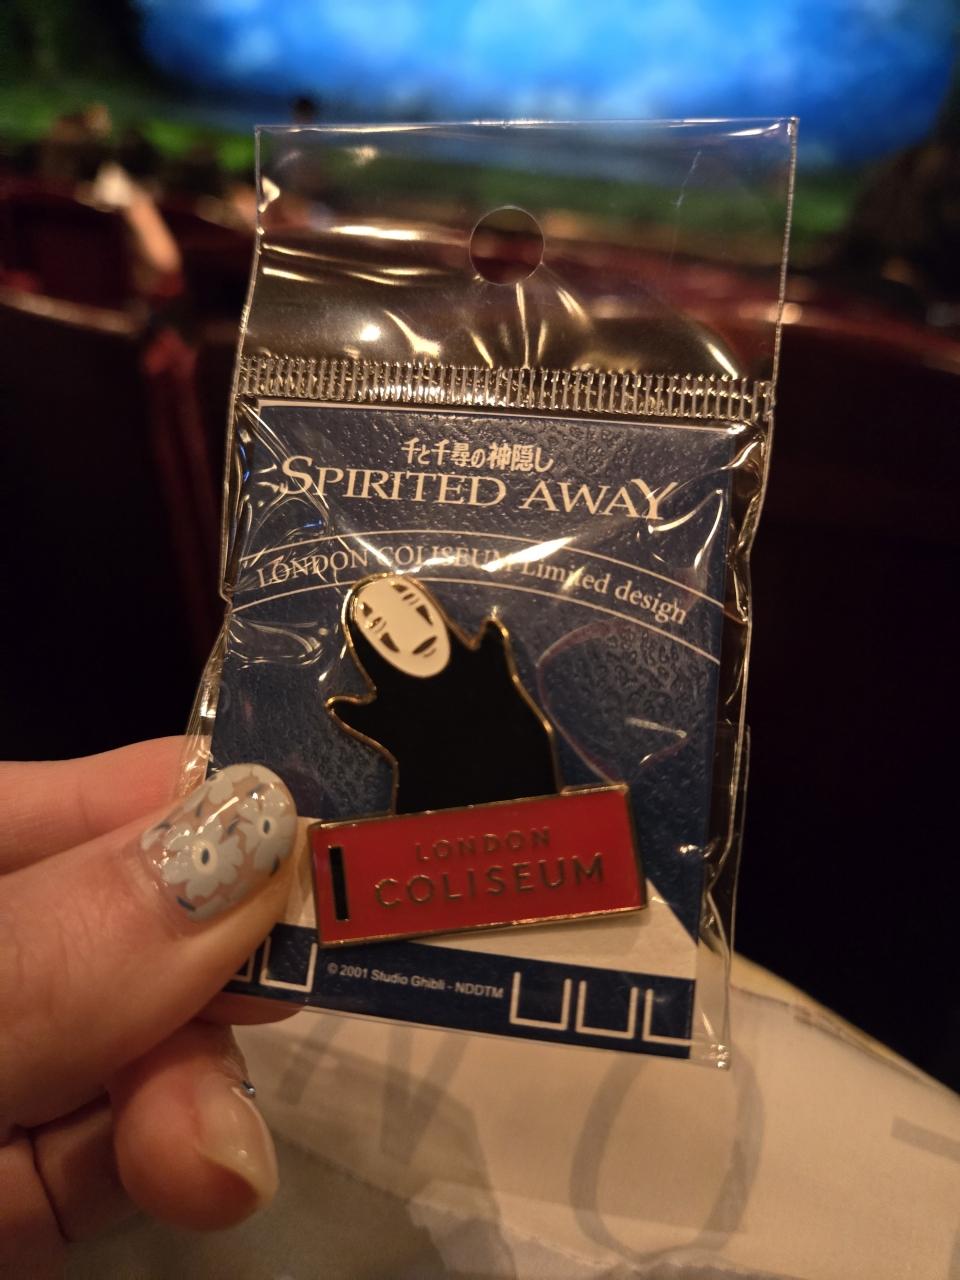 千と千尋の神隠し
SPIRITED AWAY
LONDON COLISEUM Limited design
LONDON
COLISEUM
© 2001 Studio Ghibli - NDDTM